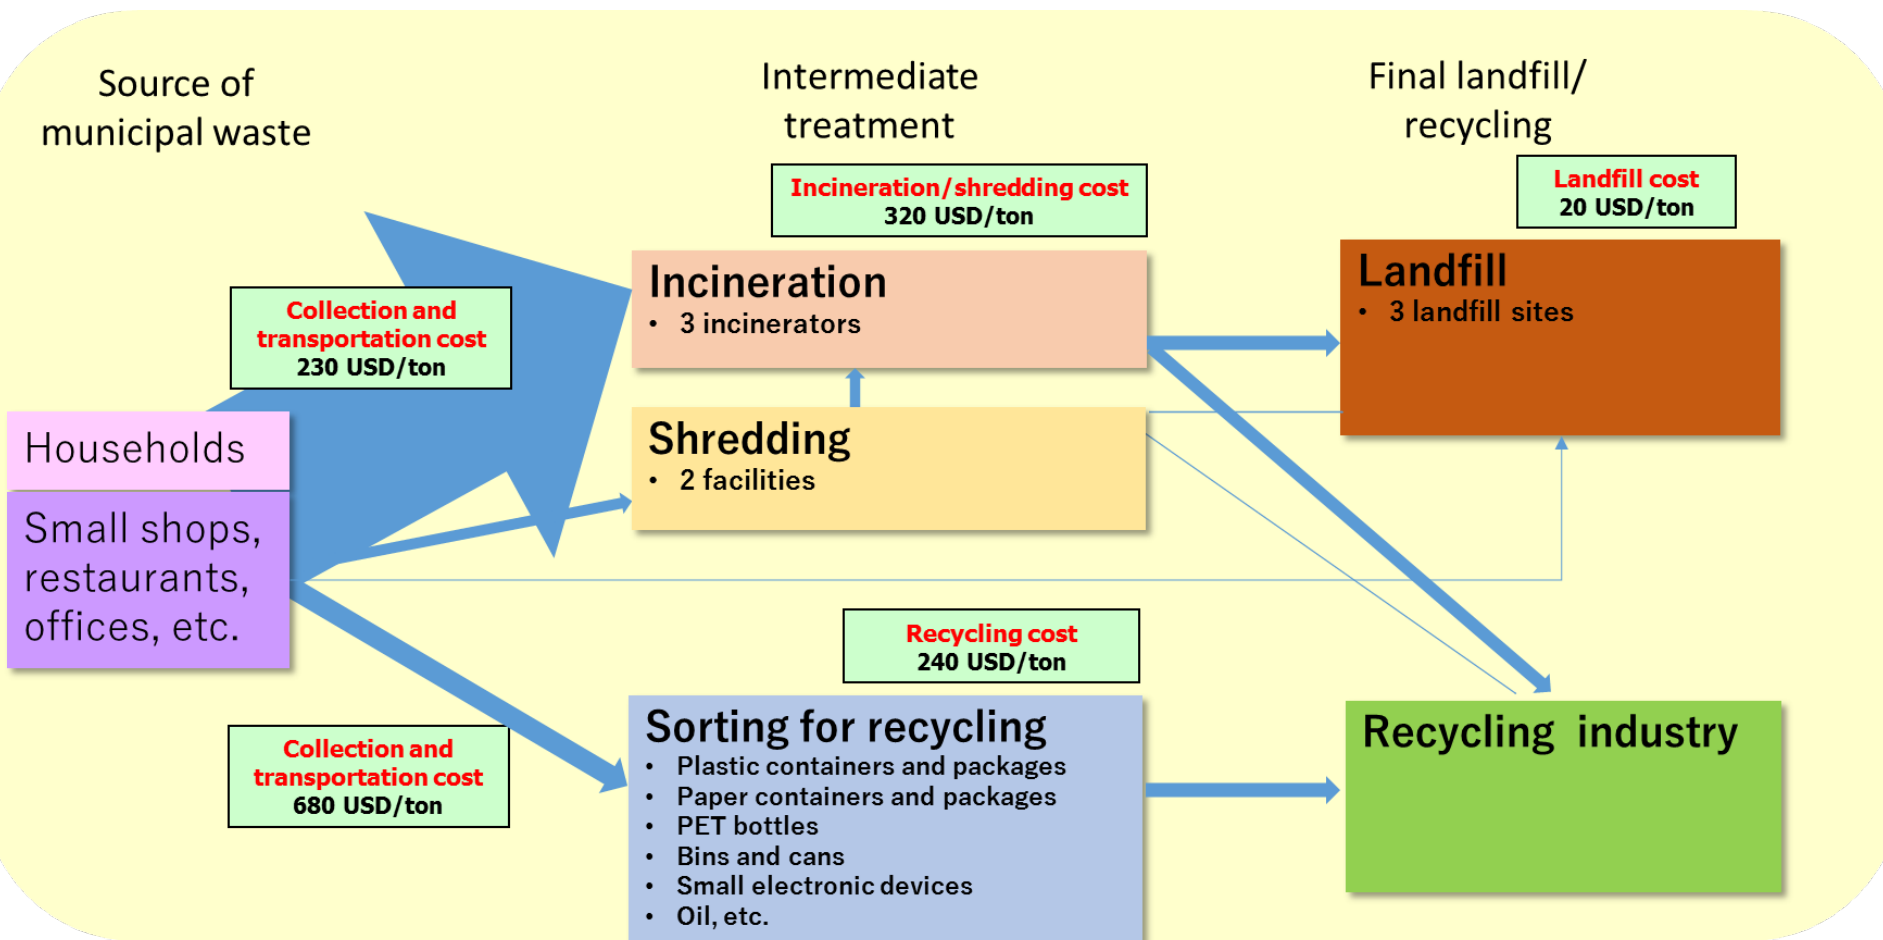 Source of
municipal waste
Intermediate
treatment
Final landfill/
recycling
Incineration/shredding cost
320 USD/ton
Landfill cost
20 USD/ton
Collection and
transportation cost
230 USD/ton
Incineration
• 3 incinerators
Landfill
• 3 landfill sites
Households
Small shops,
restaurants,
offices, etc.
Shredding
• 2 facilities
Recycling cost
240 USD/ton
Collection and
transportation cost
680 USD/ton
Sorting for recycling
• Plastic containers and packages
• Paper containers and packages
• PET bottles
• Bins and cans
• Small electronic devices
• Oil, etc.
Recycling industry